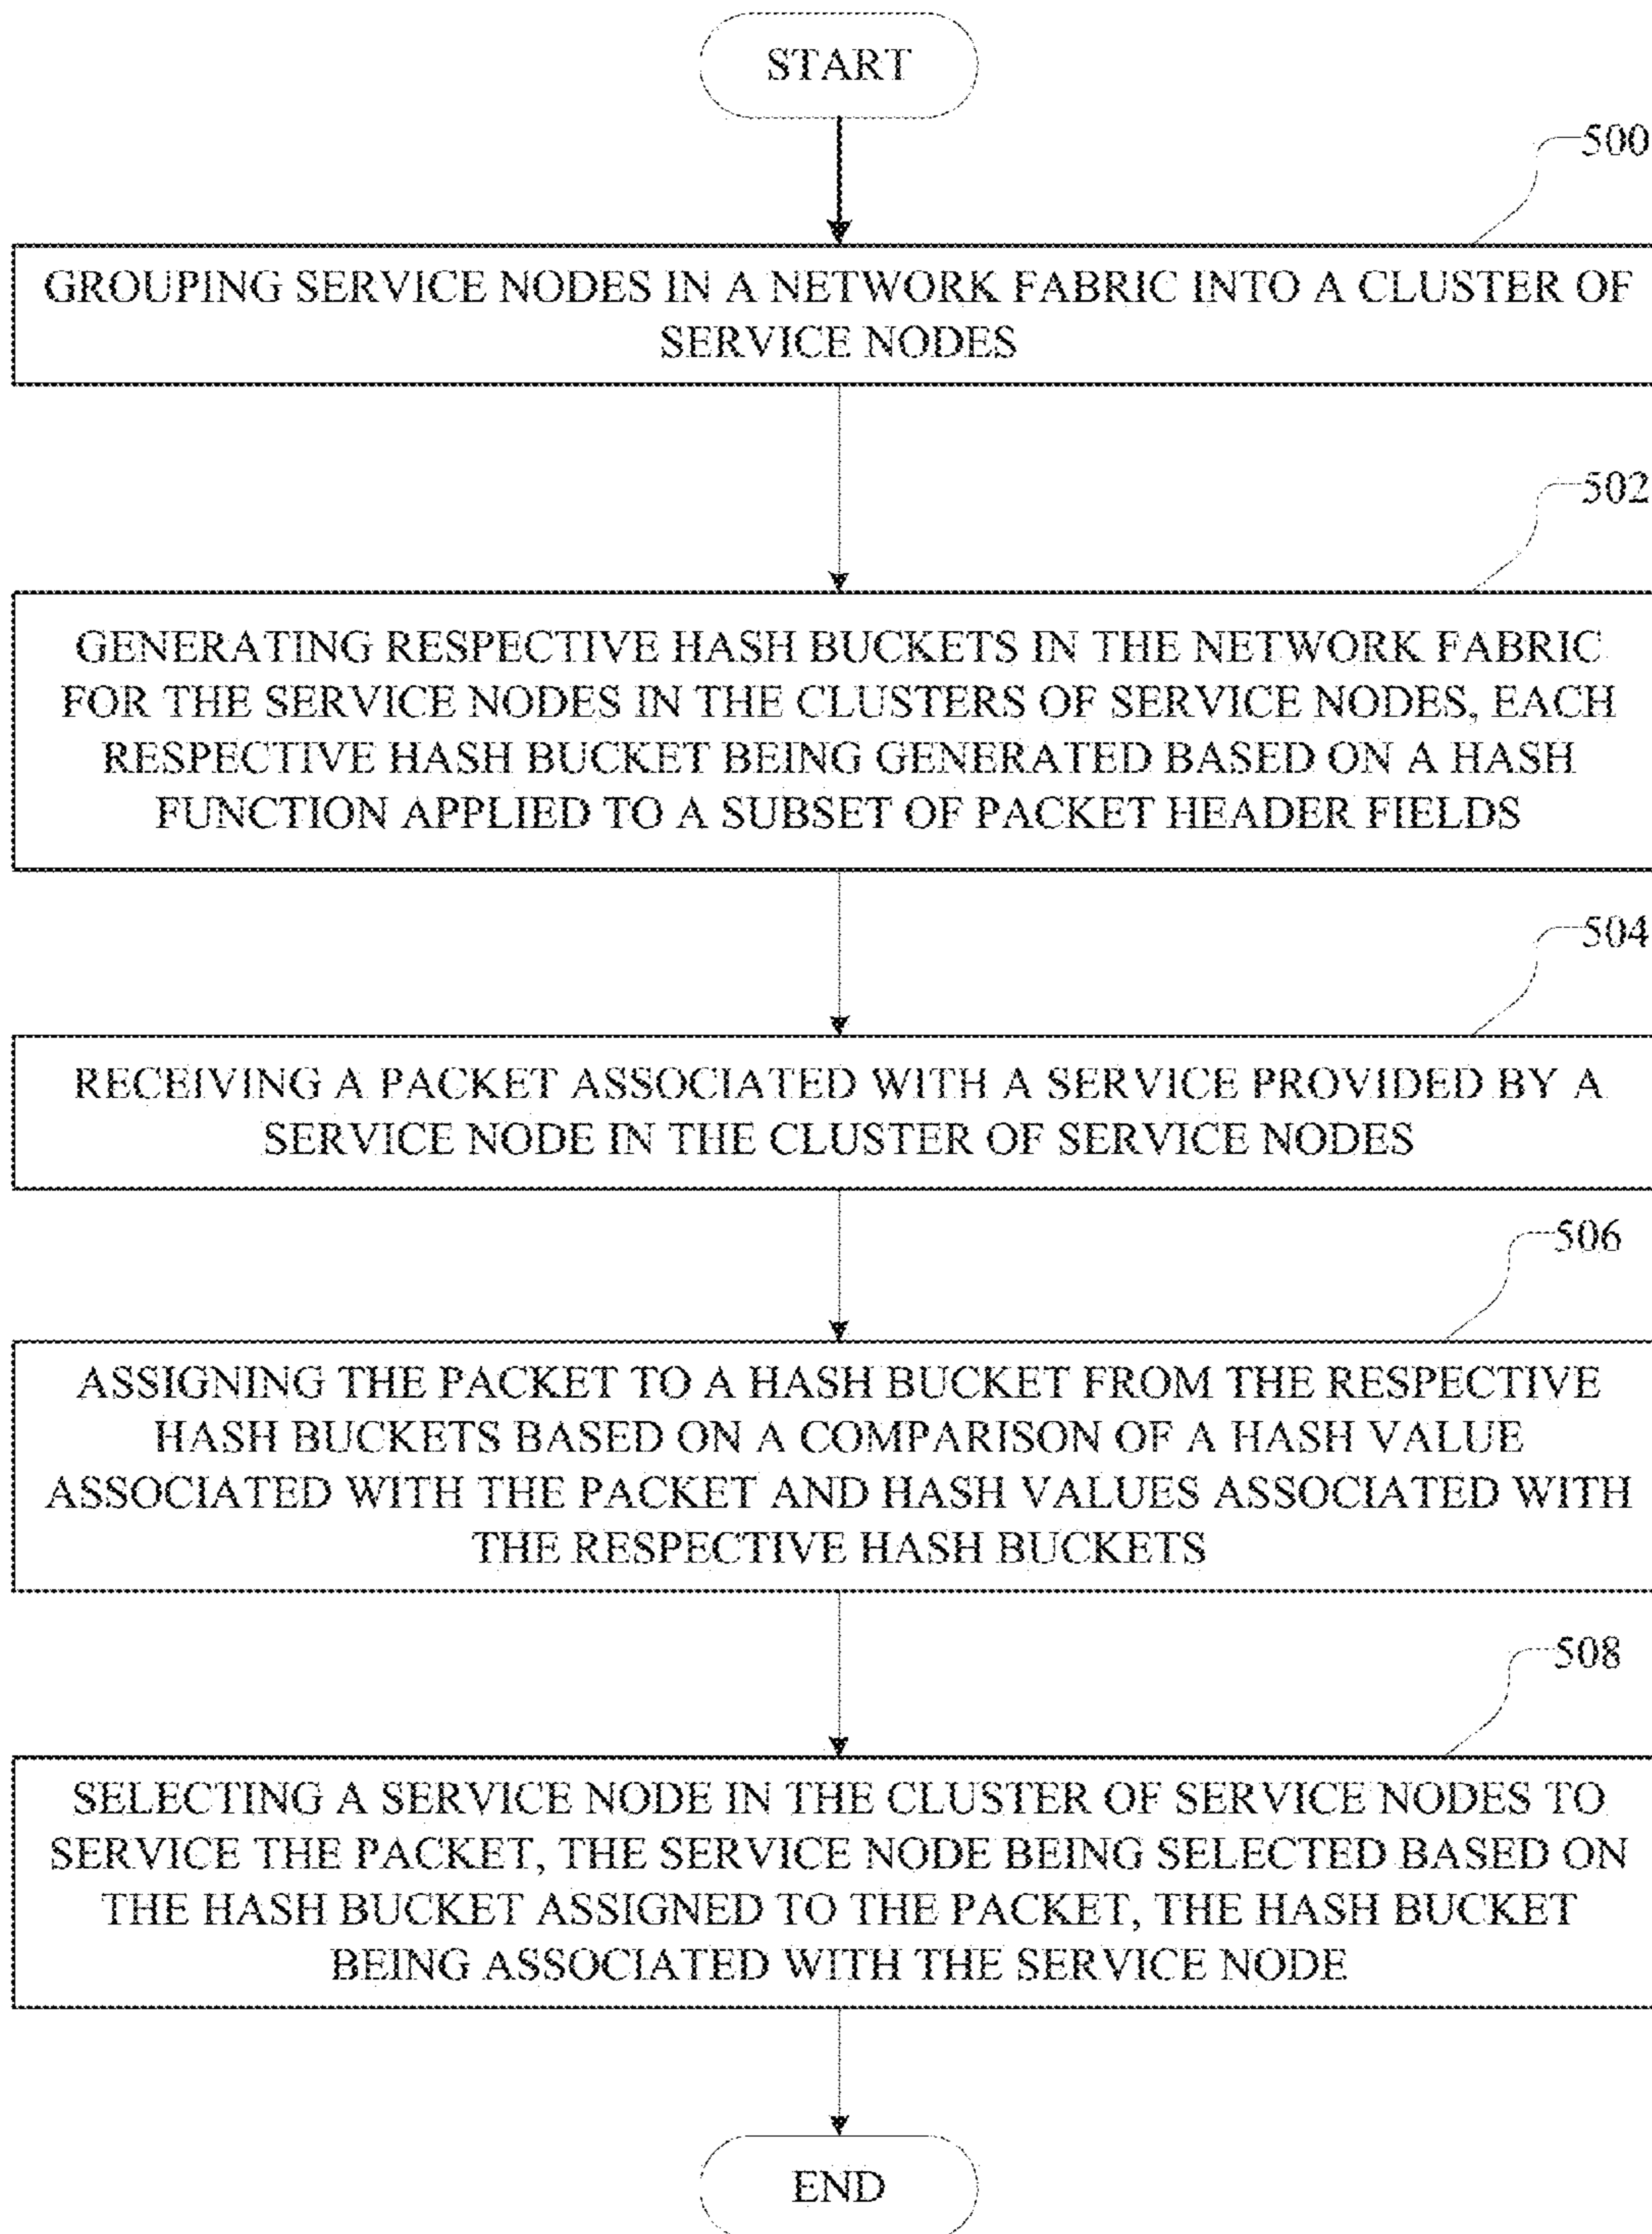 START
500
GROUPING SERVICE NODES IN A NETWORK FABRIC INTO A CLUSTER OF
SERVICE NODES
502
GENERATING RESPECTIVE HASH BUCKETS IN THE NETWORK FABRIC
FOR THE SERVICE NODES IN THE CLUSTERS OF SERVICE NODES, EACH
RESPECTIVE HASH BUCKET BEING GENERATED BASED ON A HASH
FUNCTION APPLIED TO A SUBSET OF PACKET HEADER FIELDS
504
RECEIVING A PACKET ASSOCIATED WITH A SERVICE PROVIDED BY A
SERVICE NODE IN THE CLUSTER OF SERVICE NODES
506
ASSIGNING THE PACKET TO A HASH BUCKET FROM THE RESPECTIVE
HASH BUCKETS BASED ON A COMPARISON OF A HASH VALUE
ASSOCIATED WITH THE PACKET AND HASH VALUES ASSOCIATED WITH
THE RESPECTIVE HASH BUCKETS
508
SELECTING A SERVICE NODE IN THE CLUSTER OF SERVICE NODES TO
SERVICE THE PACKET, THE SERVICE NODE BEING SELECTED BASED ON
THE HASH BUCKET ASSIGNED TO THE PACKET, THE HASH BUCKET
BEING ASSOCIATED WITH THE SERVICE NODE
END